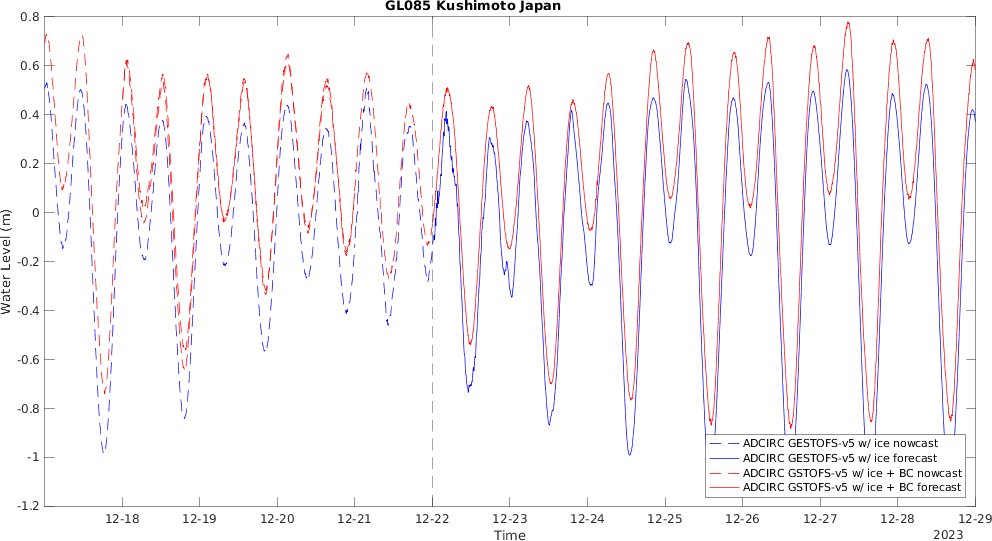 GL085 Kushimoto Japan
Water Level (m)
0.8
0.6
0.4
0.2
0
-0.2
-0.4
-0.6
-0.8
-1
-1.2
ADCIRC GESTOFS-v5 w/ ice nowcast
ADCIRC GESTOFS-v5 w/ ice forecast
ADCIRC GSTOFS-v5 w/ ice + BC nowcast
ADCIRC GSTOFS-v5 w/ ice + BC forecast
12-18 12-19 12-20 12-21 12-22 12-23 12-24 12-25 12-26 12-27 12-28 12-29
Time
2023